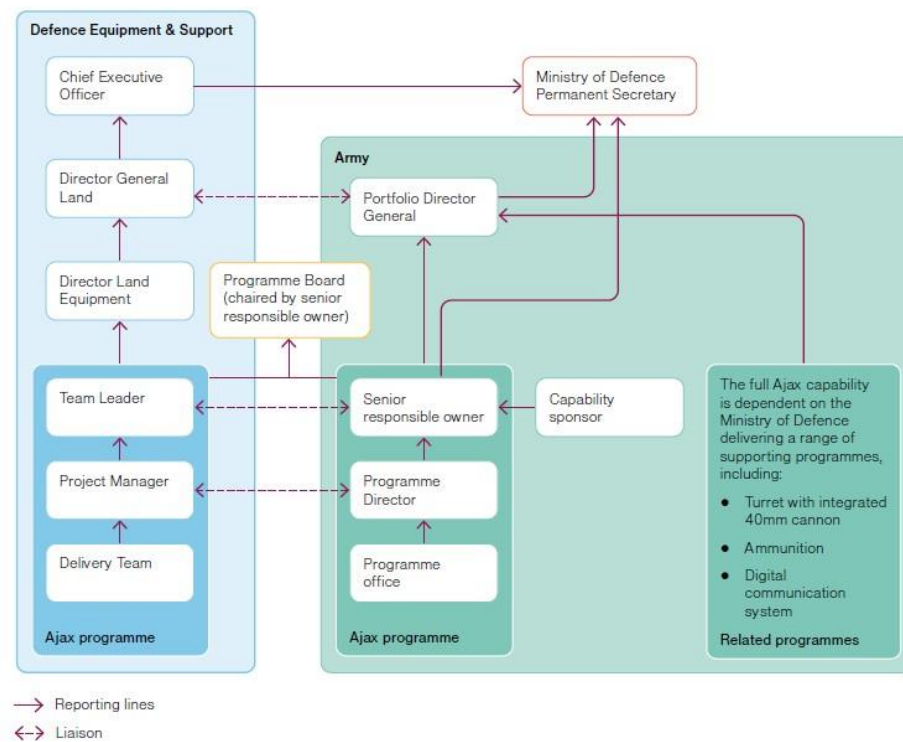 Defence Equipment & Support
Chief Executive
Officer
Ministry of Defence
Permanent Secretary
Army
Director General
Land
Portfolio Director
General
Director Land
Equipment
Programme Board
(chaired by senior
responsible owner)
Team Leader
Senior
responsible owner
Capability
sponsor
The full Ajax capability
is dependent on the
Ministry of Defence
delivering a range of
supporting programmes,
including:
● Turret with integrated
40mm cannon
● Ammunition
● Digital
communication
system
Related programmes
Project Manager
Programme
Director
Delivery Team
Programme
office
Ajax programme
Ajax programme
Reporting lines
Liaison